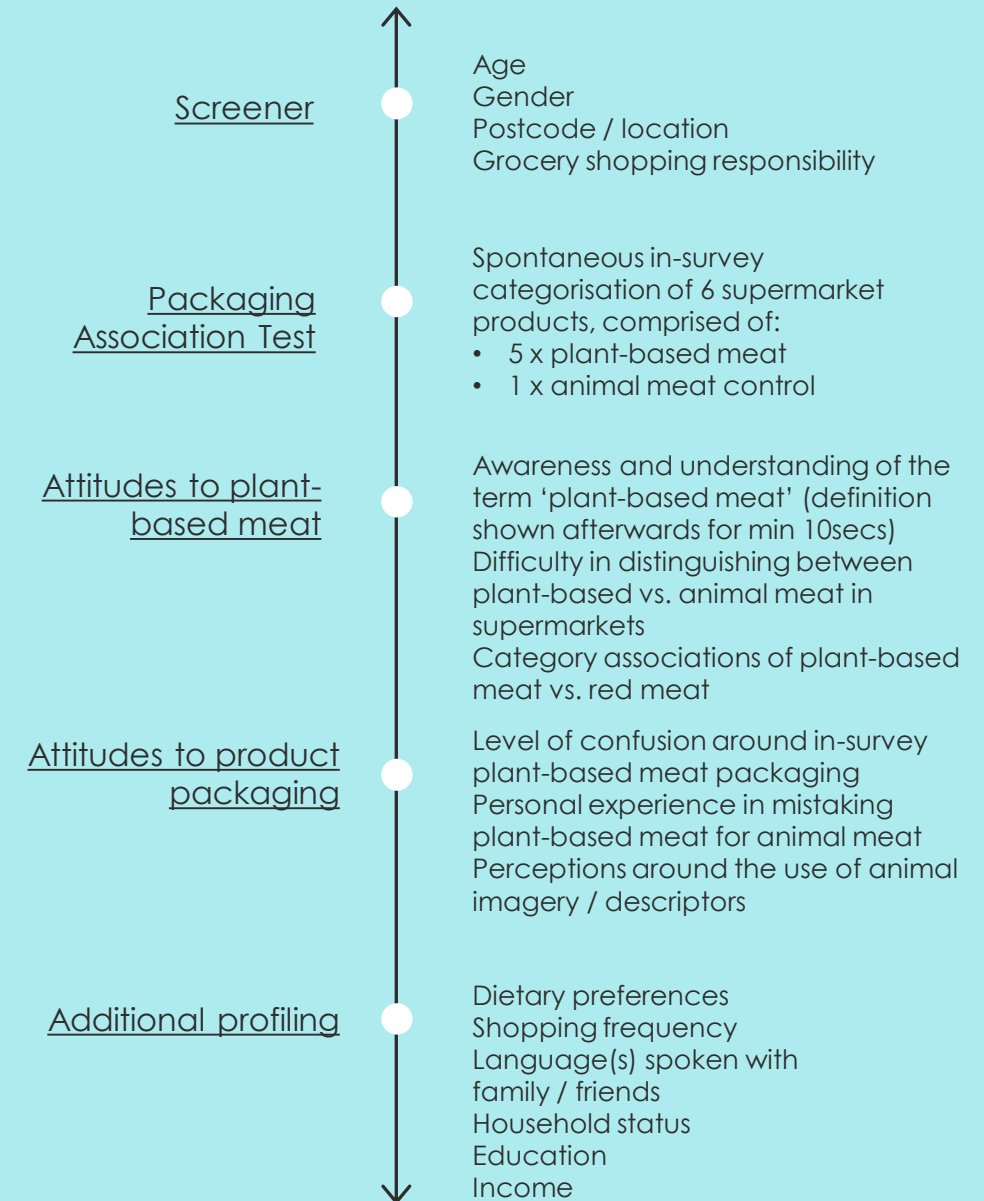 Screener
Age
Gender
Postcode / location
Grocery shopping responsibility
Packaging
Association Test
Spontaneous in-survey
categorisation of 6 supermarket
products, comprised of:
• 5 x plant-based meat
• 1 x animal meat control
Attitudes to plant-
based meat
Awareness and understanding of the
term ‘plant-based meat’ (definition
shown afterwards for min 10secs)
Difficulty in distinguishing between
plant-based vs. animal meat in
supermarkets
Category associations of plant-based
meat vs. red meat
Attitudes to product
packaging
Level of confusion around in-survey
plant-based meat packaging
Personal experience in mistaking
plant-based meat for animal meat
Perceptions around the use of animal
imagery / descriptors
Additional profiling
Dietary preferences
Shopping frequency
Language(s) spoken with
family / friends
Household status
Education
Income